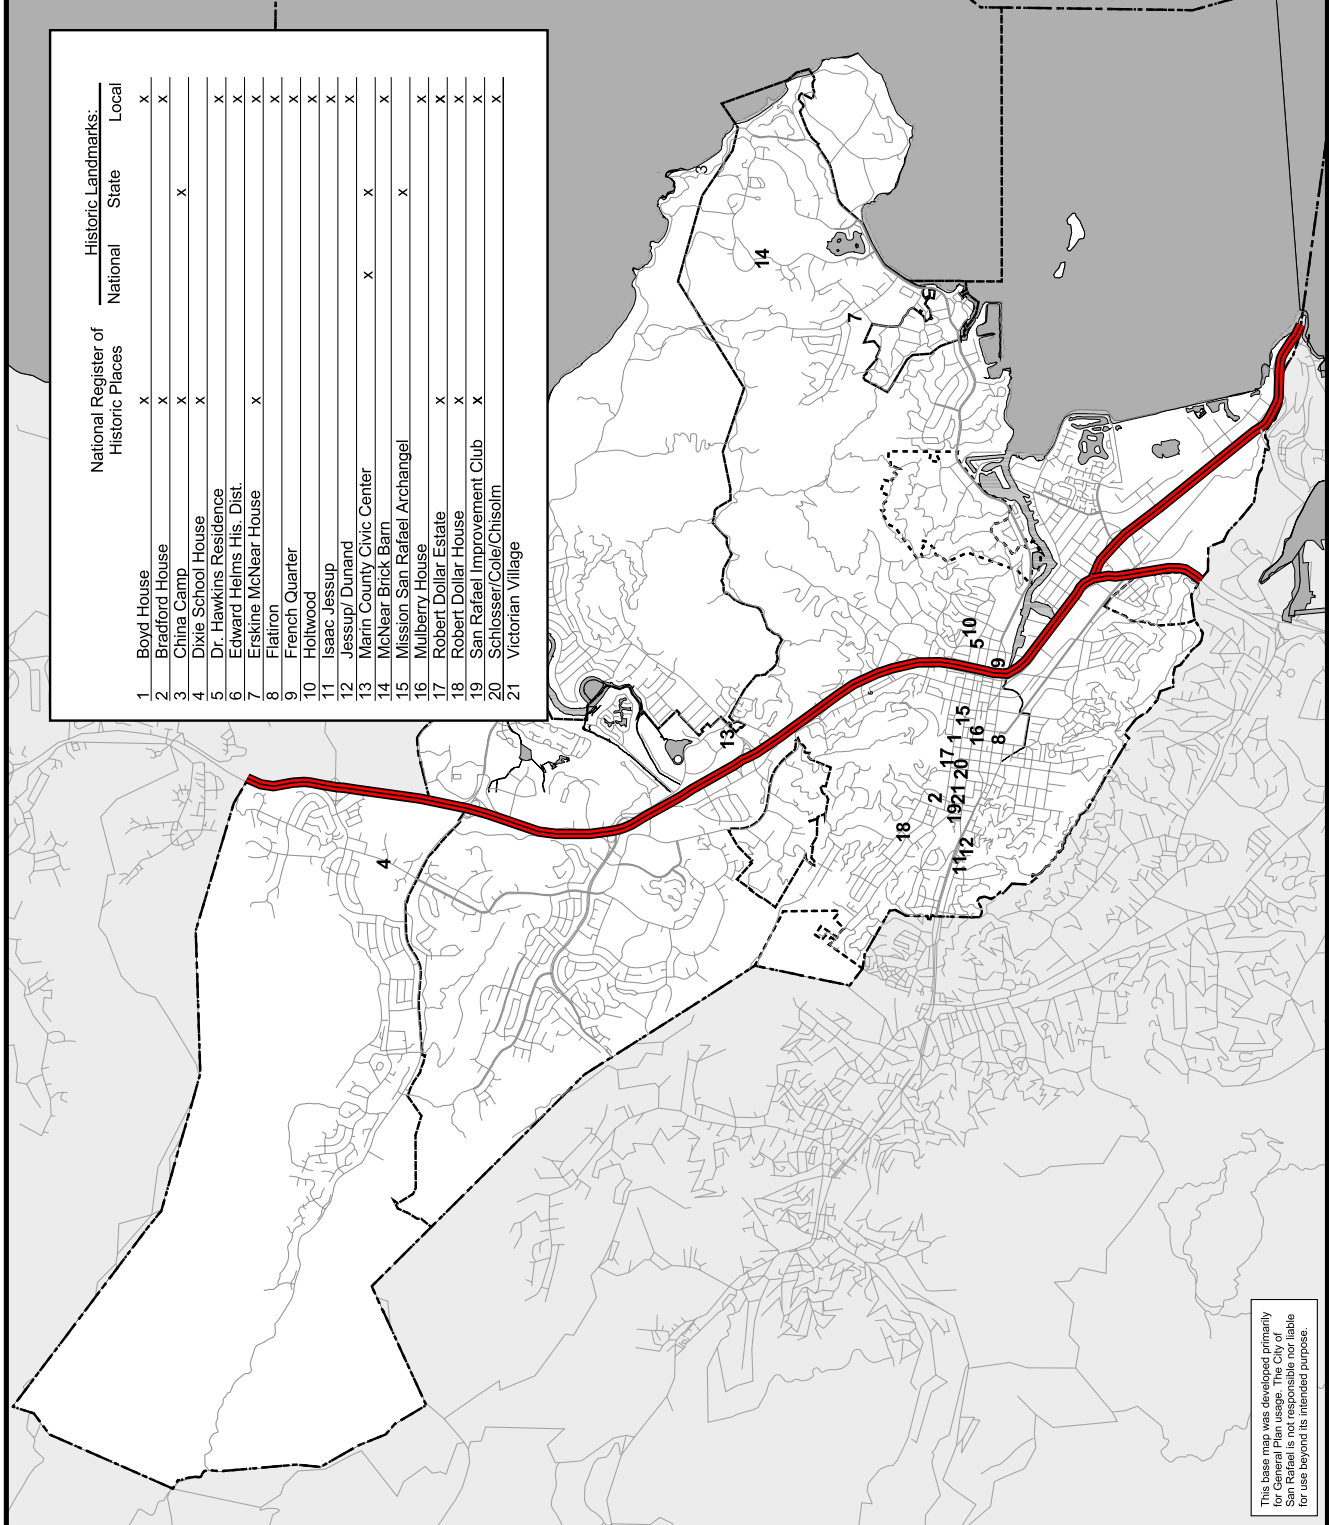 National Register of
Historic Places
Historic Landmarks:
National State Local
1 Boyd House x x
2 Bradford House x x
3 China Camp x x
4 Dixie School House x
5 Dr. Hawkins Residence x
6 Edward Helms His. Dist. x
7 Erskine McNear House x x
8 Flatiron x
9 French Quarter x
10 Holtwood x
11 Isaac Jessup x
12 Jessup/ Dunand x
13 Marin County Civic Center x x
14 McNear Brick Barn x
15 Mission San Rafael Archangel x
16 Mulberry House x
17 Robert Dollar Estate x x
18 Robert Dollar House x x
19 San Rafael Improvement Club x x
20 Schlosser/Cole/Chisolm x
21 Victorian Village
4
3
13
14
7
18
2
17
1
19
21
20
11
12
15
10
5
16
8
9
This base map was developed primarily
for General Plan usage. The City of
San Rafael is not responsible nor liable
for use beyond its intended purpose.